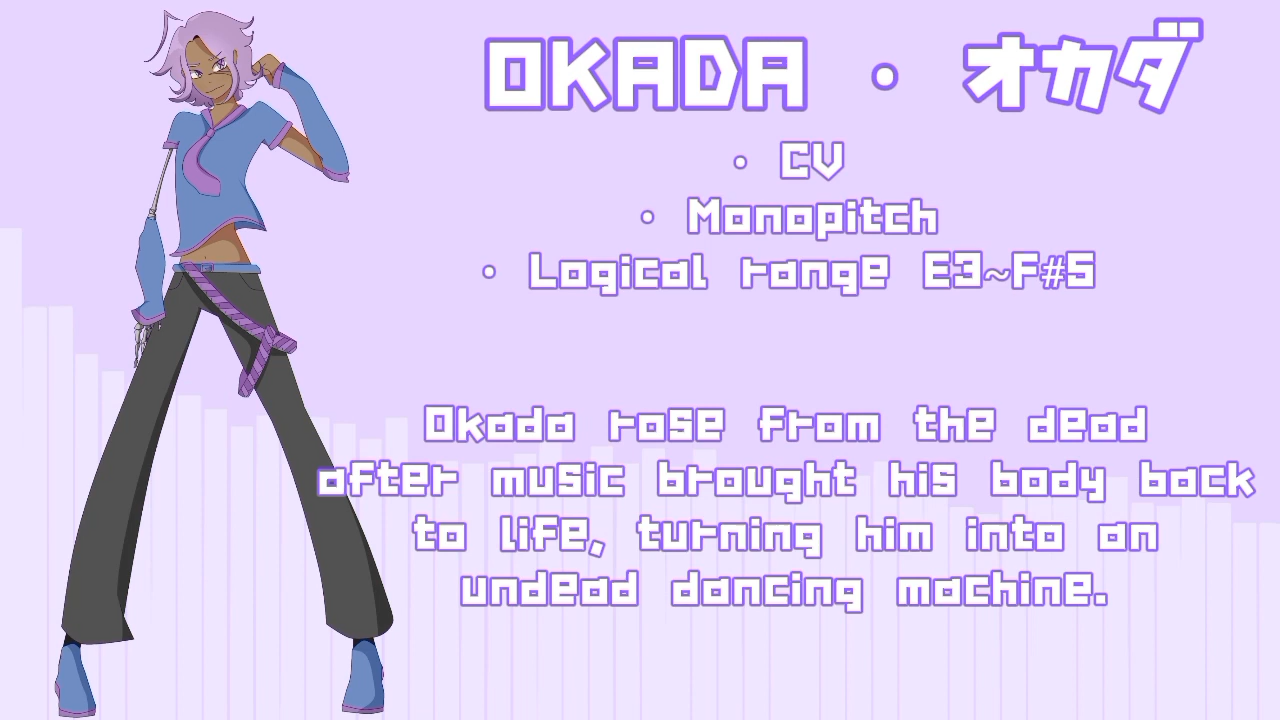 OKADA · オカダ
· CV
· Monopitch
· Logical range E3~F#5
Okada rose from the dead
after music brought his body back
to life, turning him into an
undead dancing machine.